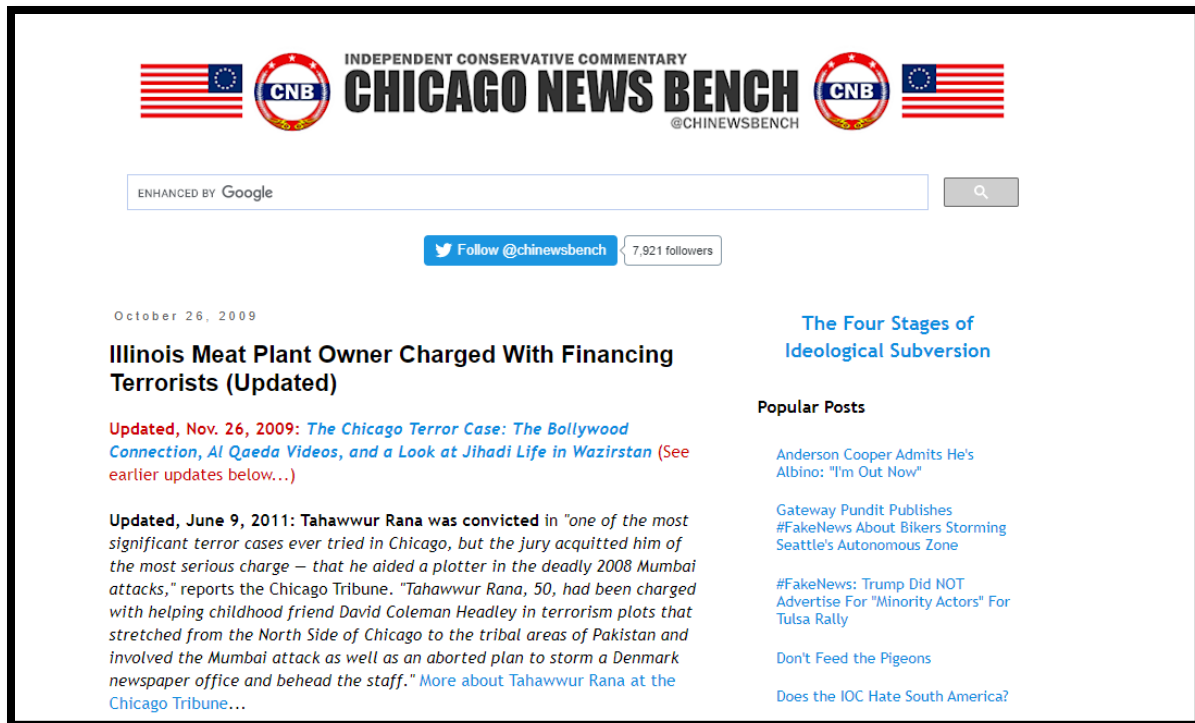 INDEPENDENT CONSERVATIVE COMMENTARY
CNB CHICAGO NEWS BENCH CNB
@CHINEWSBENCH
ENHANCED BY Google
Follow @chinewsbench 7,921 followers
October 26, 2009
Illinois Meat Plant Owner Charged With Financing
Terrorists (Updated)
Updated, Nov. 26, 2009: The Chicago Terror Case: The Bollywood
Connection, Al Qaeda Videos, and a Look at Jihadi Life in Wazirstan (See
earlier updates below...)
Updated, June 9, 2011: Tahawwur Rana was convicted in "one of the most
significant terror cases ever tried in Chicago, but the jury acquitted him of
the most serious charge — that he aided a plotter in the deadly 2008 Mumbai
attacks," reports the Chicago Tribune. "Tahawwur Rana, 50, had been charged
with helping childhood friend David Coleman Headley in terrorism plots that
stretched from the North Side of Chicago to the tribal areas of Pakistan and
involved the Mumbai attack as well as an aborted plan to storm a Denmark
newspaper office and behead the staff." More about Tahawwur Rana at the
Chicago Tribune...
The Four Stages of
Ideological Subversion
Popular Posts
Anderson Cooper Admits He's
Albino: "I'm Out Now"
Gateway Pundit Publishes
#FakeNews About Bikers Storming
Seattle's Autonomous Zone
#FakeNews: Trump Did NOT
Advertise For "Minority Actors" For
Tulsa Rally
Don't Feed the Pigeons
Does the IOC Hate South America?